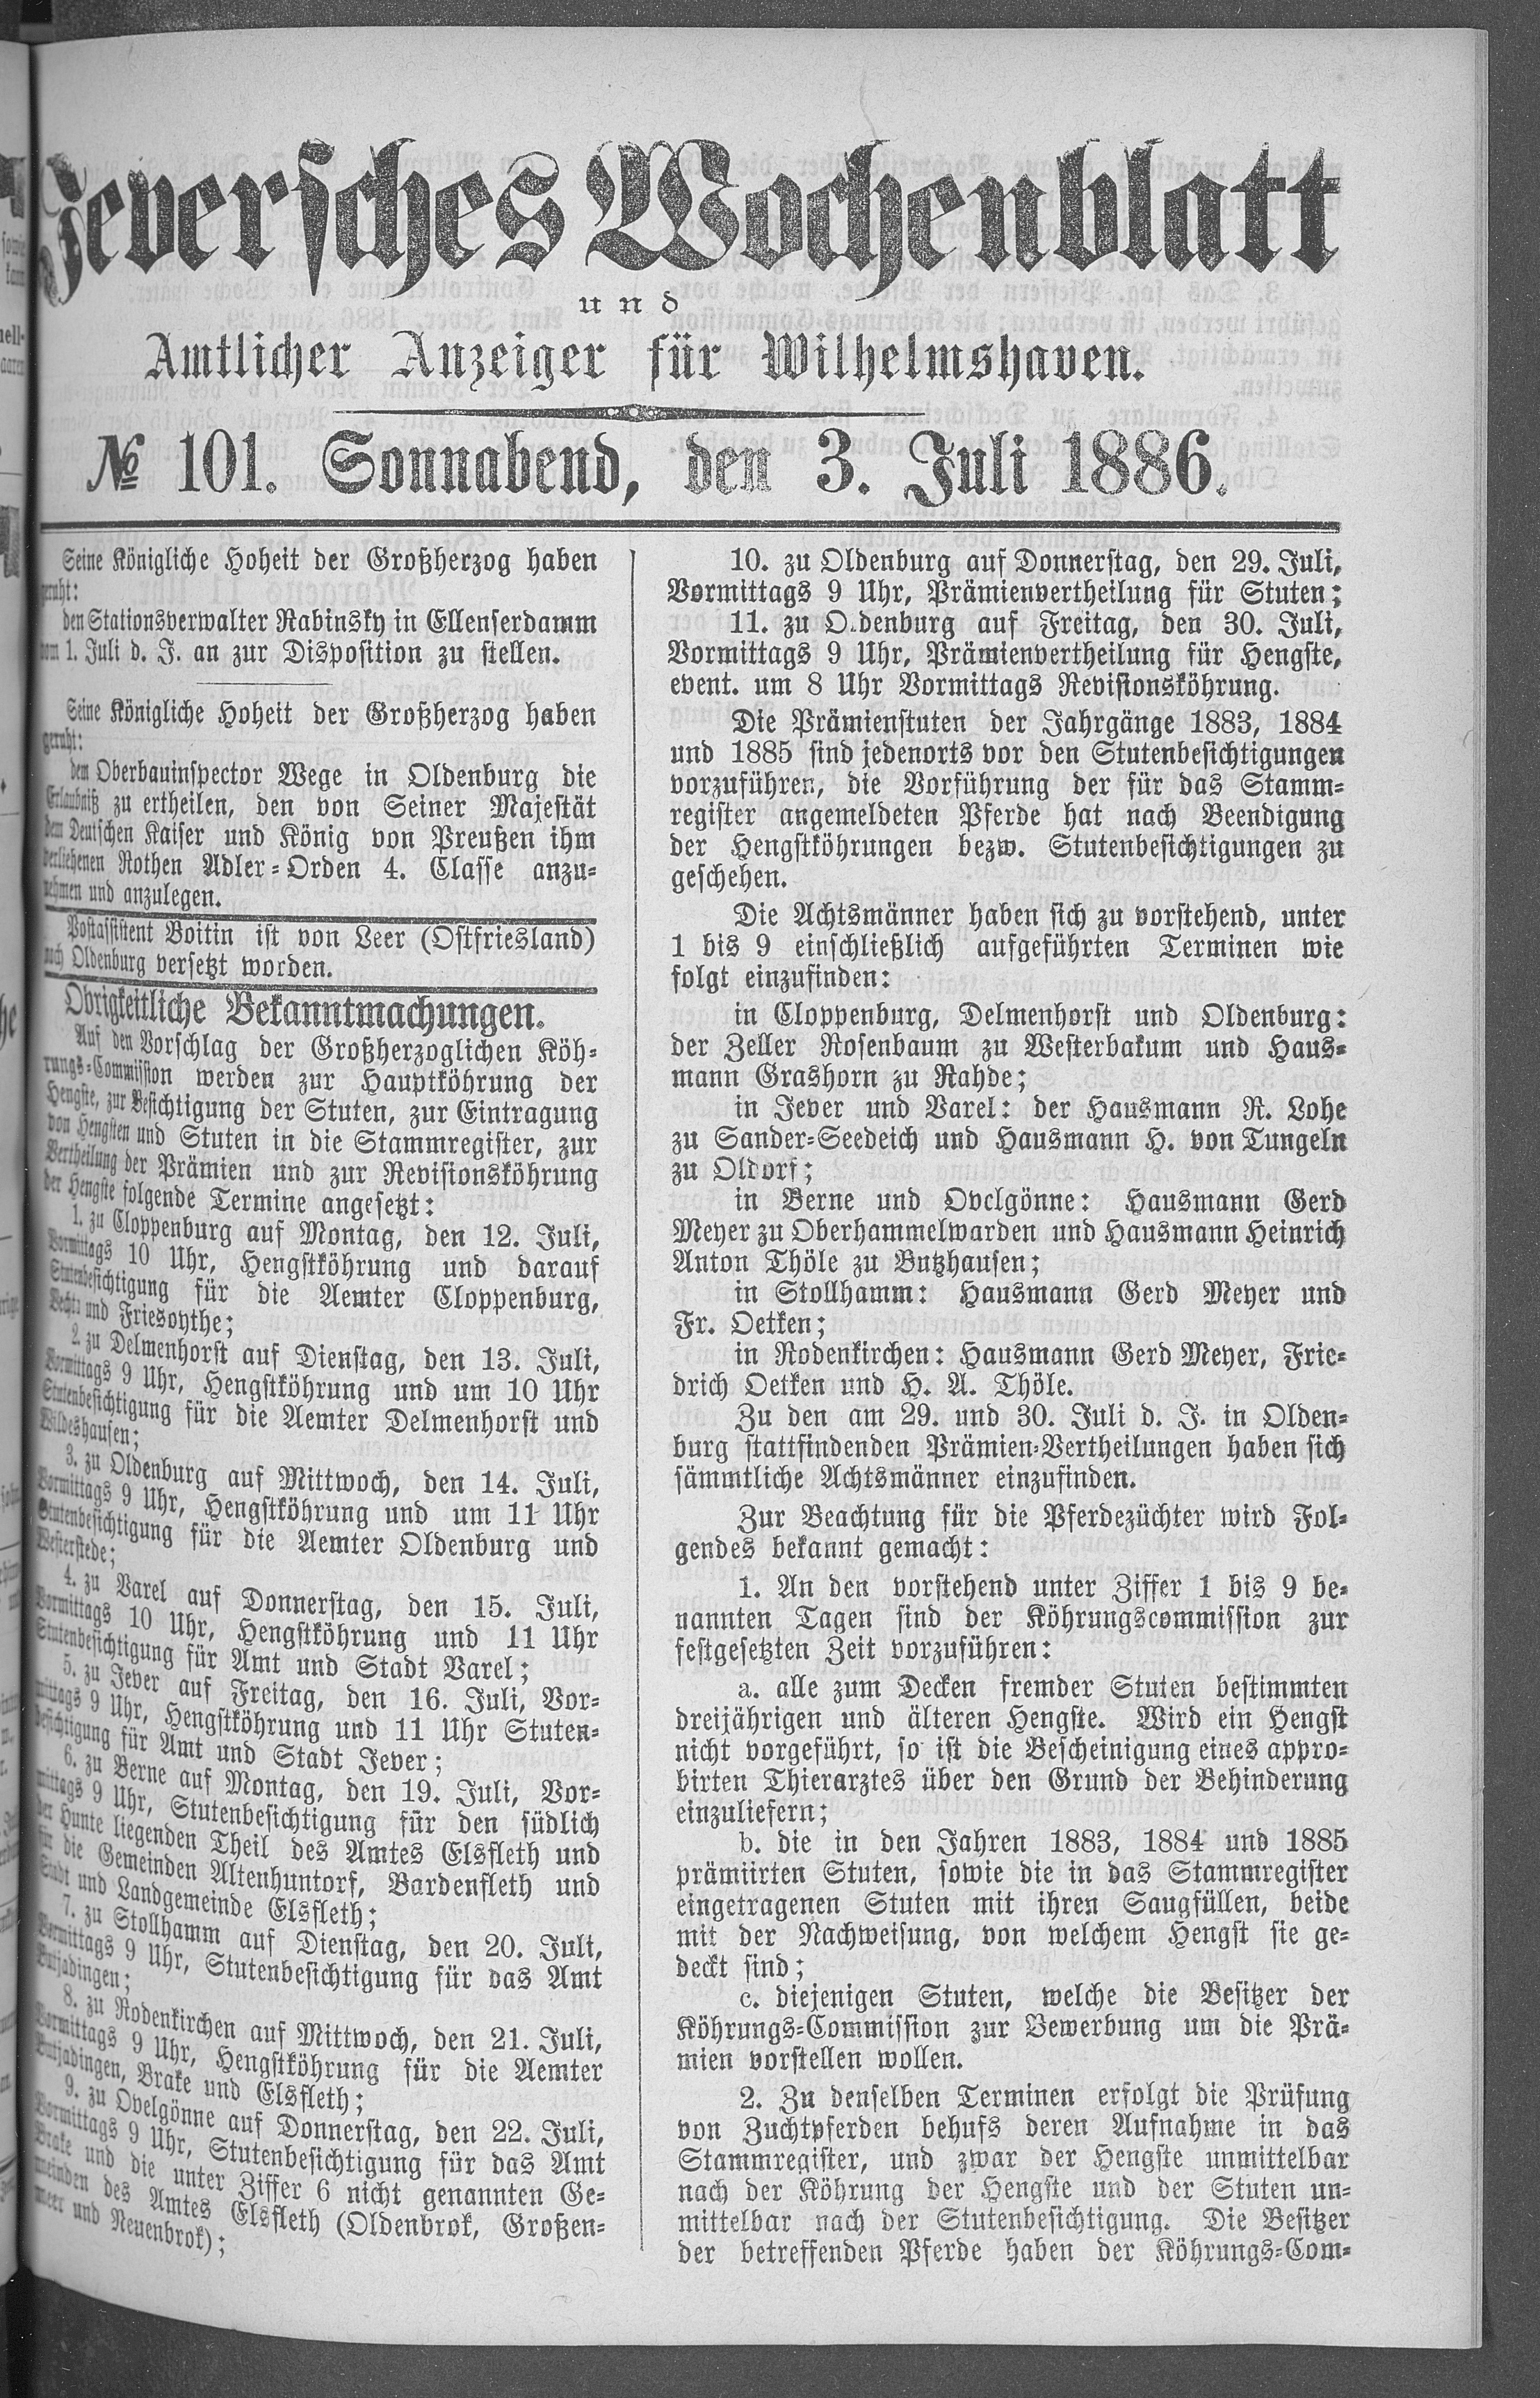 Jeversches Wochenblatt
und
Amtlicher Anzeiger für Wilhelmshaven.
№ 101. Sonnabend, den 3. Juli 1886.
Seine Königliche Hoheit der Großherzog haben
geruht:
den Stationsverwalter Rabinsky in Ellenserdamm
vom 1. Juli d. J. an zur Disposition zu stellen.
Seine Königliche Hoheit der Großherzog haben
geruht:
dem Oberbauinspector Wege in Oldenburg die
Erlaubniß zu ertheilen, den von Seiner Majestät
dem Deutschen Kaiser und König von Preußen ihm
verliehenen Rothen Adler-Orden 4. Classe anzu-
nehmen und anzulegen.
Postassistent Voitin ist von Leer (Ostfriesland)
nach Oldenburg versetzt worden.
Obrigkeitliche Bekanntmachungen.
Auf den Vorschlag der Großherzoglichen Köh-
rungs-Commission werden zur Hauptköhrung der
Hengste, zur Besichtigung der Stuten, zur Eintragung
von Hengsten und Stuten in die Stammregister, zur
Vertheilung der Prämien und zur Revisionsköhrung
der Hengste folgende Termine angesetzt:
1. zu Cloppenburg auf Montag, den 12. Juli,
Vormittags 10 Uhr, Hengstköhrung und darauf
Stutenbesichtigung für die Aemter Cloppenburg,
Vechta und Friesoythe;
2. zu Delmenhorst auf Dienstag, den 13. Juli,
Vormittags 9 Uhr, Hengstköhrung und um 10 Uhr
Stutenbesichtigung für die Aemter Delmenhorst und
Wildeshausen;
3. zu Oldenburg auf Mittwoch, den 14. Juli,
Vormittags 9 Uhr, Hengstköhrung und um 11 Uhr
Stutenbesichtigung für die Aemter Oldenburg und
Westerstede;
4. zu Varel auf Donnerstag, den 15. Juli,
Vormittags 10 Uhr, Hengstköhrung und 11 Uhr
Stutenbesichtigung für Amt und Stadt Varel;
5. zu Jever auf Freitag, den 16. Juli, Vor-
mittags 9 Uhr, Hengstköhrung und 11 Uhr Stuten-
besichtigung für Amt und Stadt Jever;
6. zu Berne auf Montag, den 19. Juli, Vor-
mittags 9 Uhr, Stutenbesichtigung für den südlich
der Hunte liegenden Theil des Amtes Elsfleth und
für die Gemeinden Altenhuntorf, Bardenfleth und
Stadt und Landgemeinde Elsfleth;
7. zu Stollhamm auf Dienstag, den 20. Juli,
Vormittags 9 Uhr, Stutenbesichtigung für das Amt
Butjadingen;
8. zu Rodenkirchen auf Mittwoch, den 21. Juli,
Vormittags 9 Uhr, Hengstköhrung für die Aemter
Butjadingen, Brake und Elsfleth;
9. zu Ovelgönne auf Donnerstag, den 22. Juli,
Vormittags 9 Uhr, Stutenbesichtigung für das Amt
Brake und die unter Ziffer 6 nicht genannten Ge-
meinden des Amtes Elsfleth (Oldenbrok, Großen-
meer und Neuenbrok);
10. zu Oldenburg auf Donnerstag, den 29. Juli,
Vormittags 9 Uhr, Prämienvertheilung für Stuten;
11. zu O.denburg auf Freitag, den 30. Juli,
Vormittags 9 Uhr, Prämienvertheilung für Hengste,
event. um 8 Uhr Vormittags Revisionsköhrung.
Die Prämienstuten der Jahrgänge 1883, 1884
und 1885 sind jedenorts vor den Stutenbesichtigungen
vorzuführen, die Vorführung der für das Stamm-
register angemeldeten Pferde hat nach Beendigung
der Hengstköhrungen bezw. Stutenbesichtigungen zu
geschehen.
Die Achtsmänner haben sich zu vorstehend, unter
1 bis 9 einschließlich aufgeführten Terminen wie
folgt einzufinden:
in Cloppenburg, Delmenhorst und Oldenburg:
der Zeller Rosenbaum zu Westerbakum und Haus-
mann Grashorn zu Rahde;
in Jever und Varel: der Hausmann R. Lohe
zu Sander-Seedeich und Hausmann H. von Tungeln
zu Oldorf;
in Berne und Ovelgönne: Hausmann Gerd
Meyer zu Oberhammelwarden und Hausmann Heinrich
Anton Thöle zu Butzhausen;
in Stollhamm: Hausmann Gerd Meyer und
Fr. Oetken;
in Rodenkirchen: Hausmann Gerd Meyer, Frie-
drich Oetken und H. A. Thöle.
Zu den am 29. und 30. Juli d. J. in Olden-
burg stattfindenden Prämien-Vertheilungen haben sich
sämmtliche Achtsmänner einzufinden.
Zur Beachtung für die Pferdezüchter wird Fol-
gendes bekannt gemacht:
1. An den vorstehend unter Ziffer 1 bis 9 be-
nannten Tagen sind der Köhrungscommission zur
festgesetzten Zeit vorzuführen:
a. alle zum Decken fremder Stuten bestimmten
dreijährigen und älteren Hengste. Wird ein Hengst
nicht vorgeführt, so ist die Bescheinigung eines appro-
birten Thierarztes über den Grund der Behinderung
einzuliefern;
b. die in den Jahren 1883, 1884 und 1885
prämiirten Stuten, sowie die in das Stammregister
eingetragenen Stuten mit ihren Saugfüllen, beide
mit der Nachweisung, von welchem Hengst sie ge-
deckt sind;
c. diejenigen Stuten, welche die Besitzer der
Köhrungs-Commission zur Bewerbung um die Prä-
mien vorstellen wollen.
2. Zu denselben Terminen erfolgt die Prüfung
von Zuchtpferden behufs deren Aufnahme in das
Stammregister, und zwar der Hengste unmittelbar
nach der Köhrung der Hengste und der Stuten un-
mittelbar nach der Stutenbesichtigung. Die Besitzer
der betreffenden Pferde haben der Köhrungs-Com-